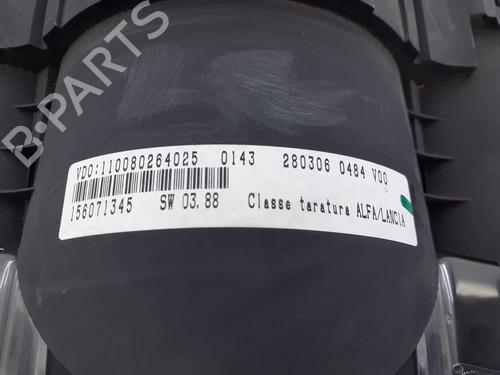 B-PARTS
VDO:110080264025 0143 280306 0484 V00
156071345 SW 03.88 Classe taratura ALFA/LANCIA